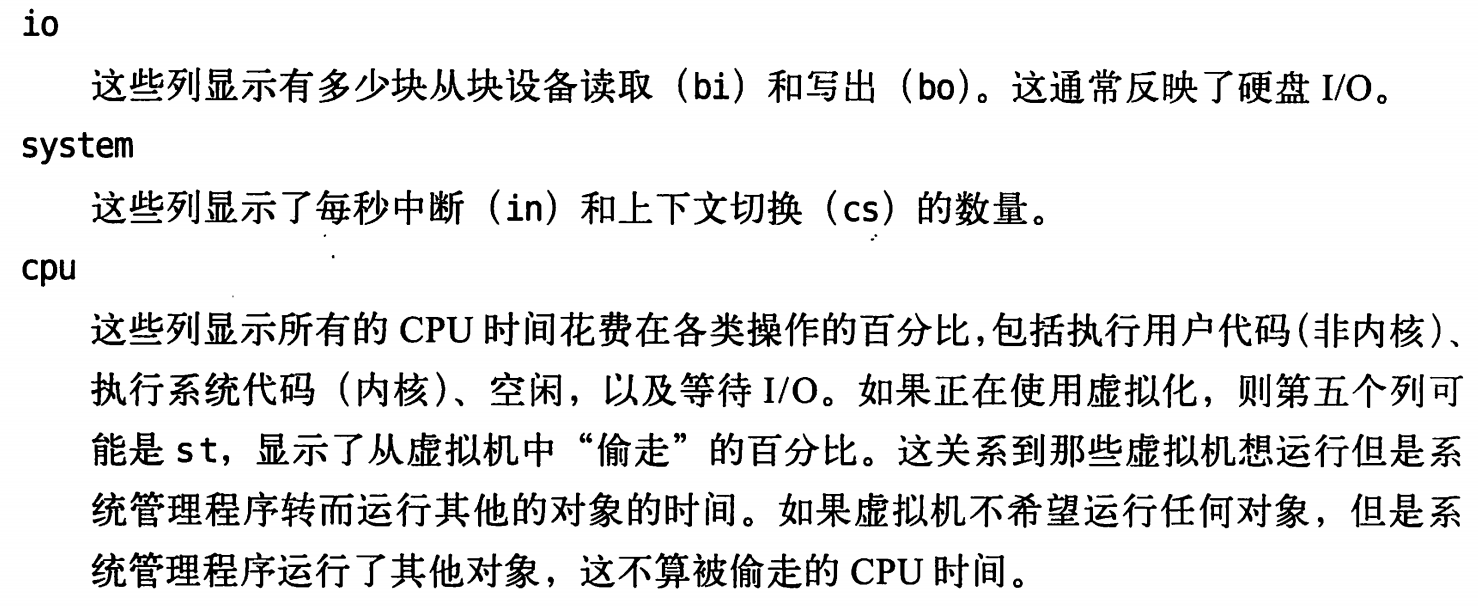 io
这些列显示有多少块从块设备读取（bi）和写出（bo）。这通常反映了硬盘 I/O。
system
这些列显示了每秒中断（in）和上下文切换（cs）的数量。
cpu
这些列显示所有的 CPU 时间花费在各类操作的百分比，包括执行用户代码（非内核）、
执行系统代码（内核）、空闲，以及等待 I/O。如果正在使用虚拟化，则第五个列可
能是 st，显示了从虚拟机中“偷走”的百分比。这关系到那些虚拟机想运行但是系
统管理程序转而运行其他的对象的时间。如果虚拟机不希望运行任何对象，但是系
统管理程序运行了其他对象，这不算被偷走的 CPU 时间。